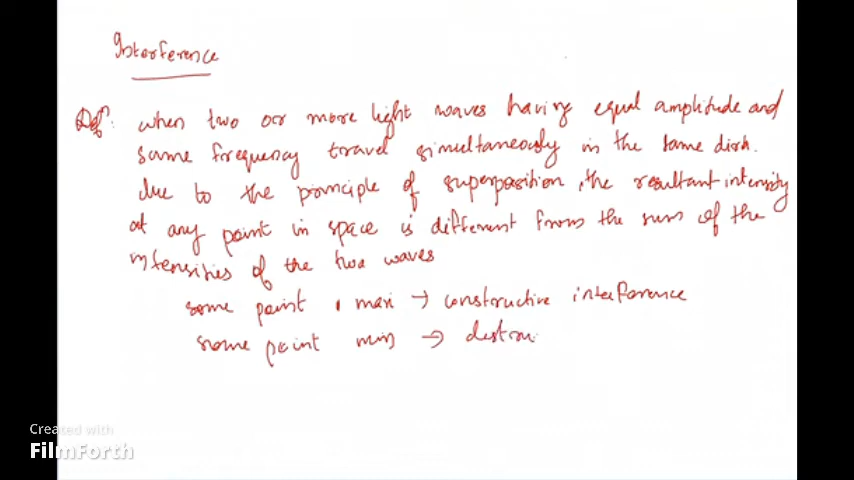 Interference
Defn: when two or more light waves having equal amplitude and
same frequency travel simultaneously in the same dirn.
due to the principle of superposition, the resultant intensity
at any point in space is different from the sum of the
intensities of the two waves
some point, maxi → constructive interference
some point min → destru
Created with
FilmForth